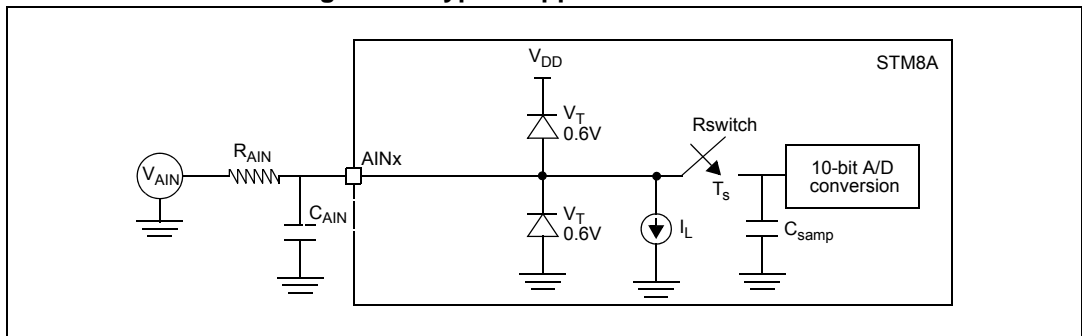 STM8A
V_DD
V_T
0.6V
Rswitch
R_AIN
AINx
V_AIN
10-bit A/D
conversion
T_s
C_AIN
V_T
0.6V
I_L
C_samp